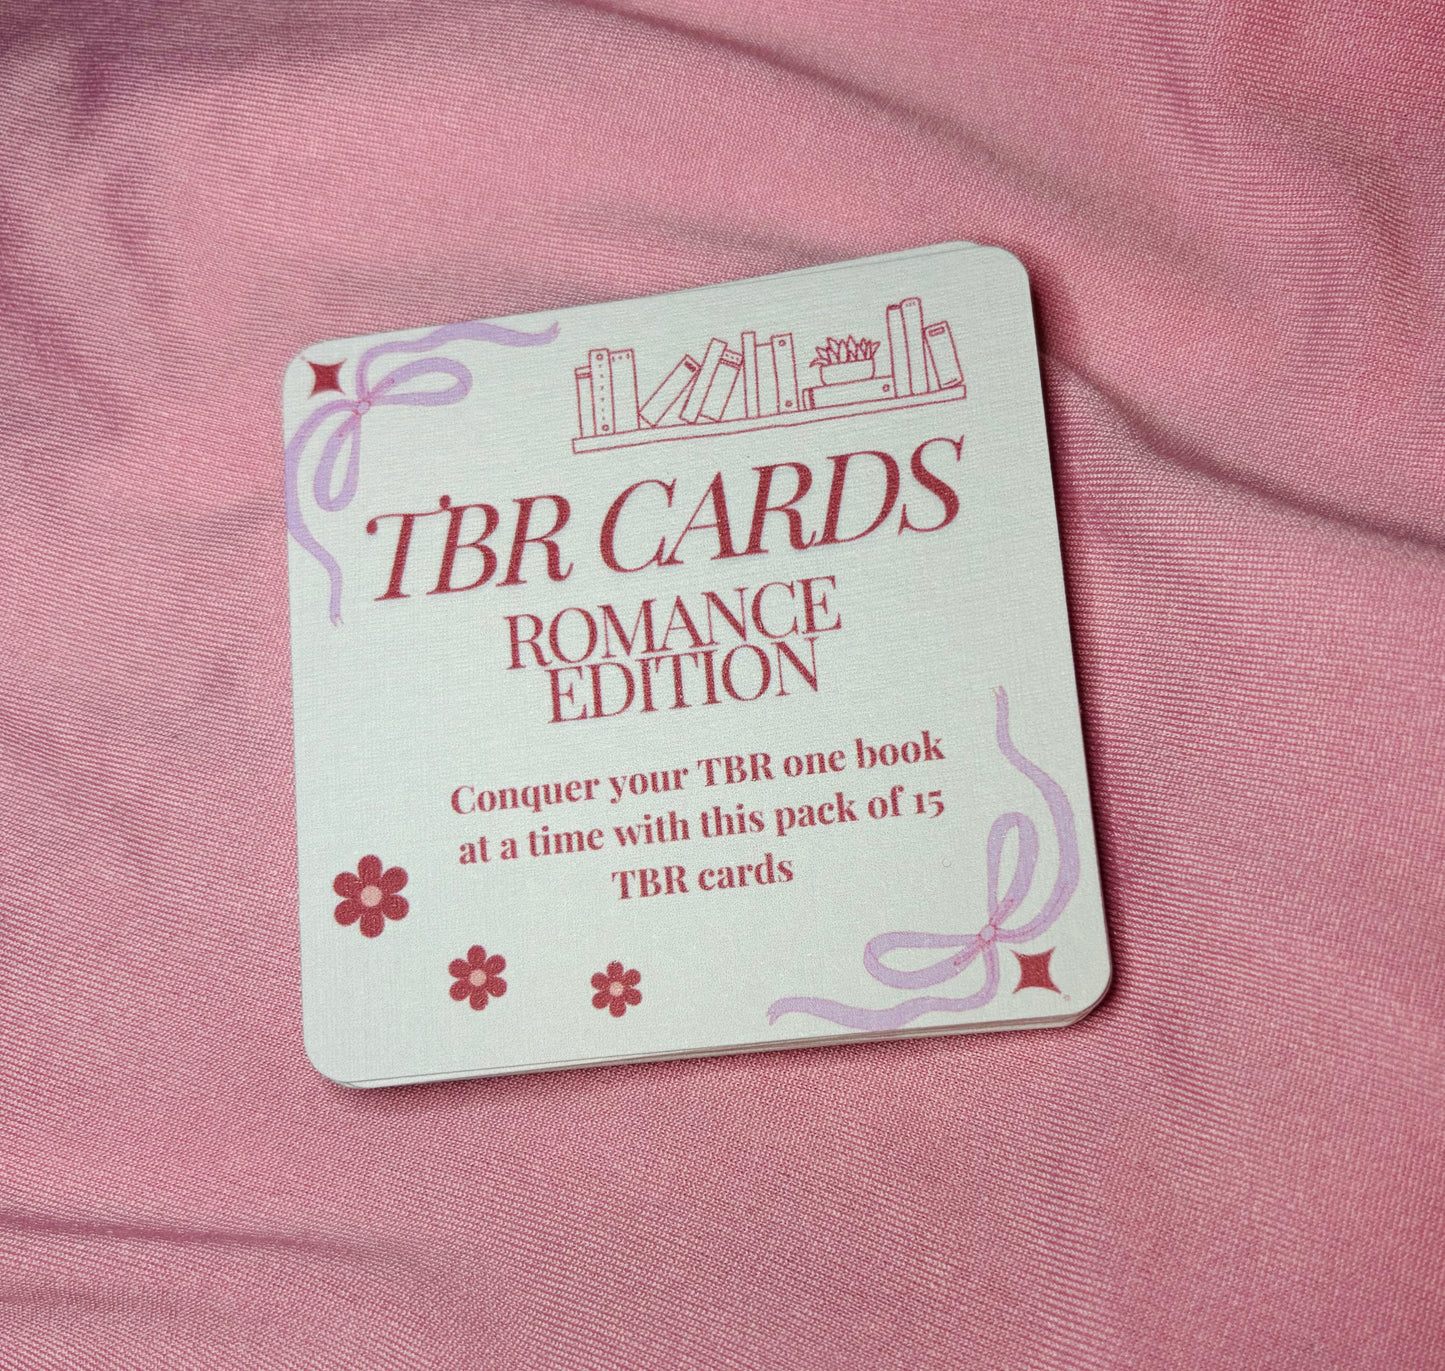 TBR CARDS
ROMANCE
EDITION
Conquer your TBR one book
at a time with this pack of 15
TBR cards